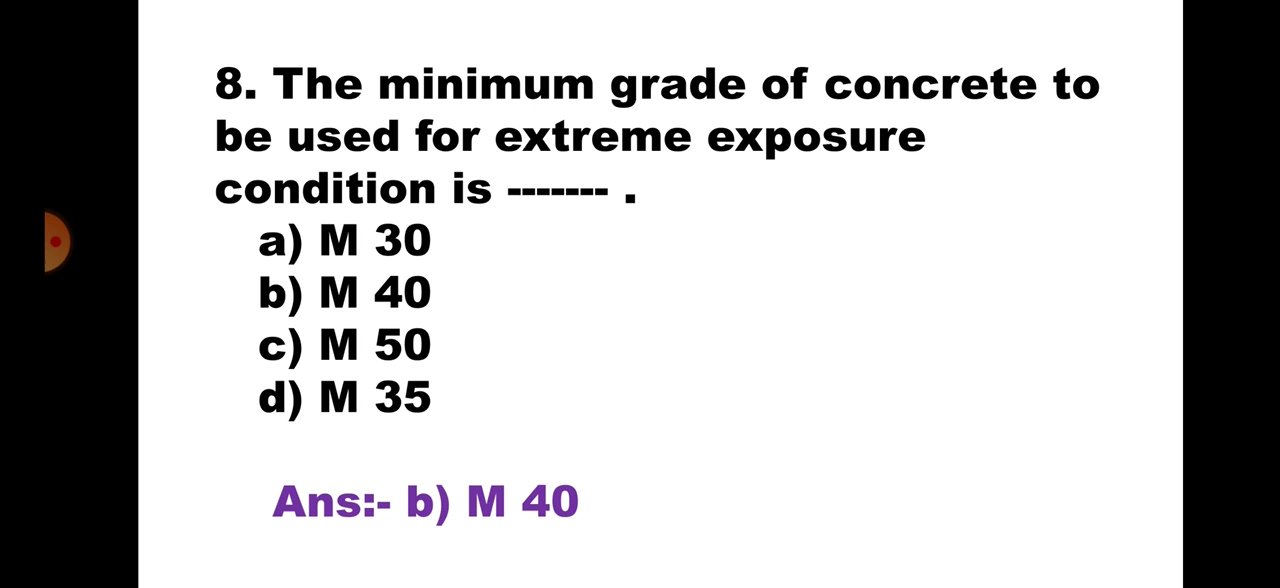 8. The minimum grade of concrete to
be used for extreme exposure
condition is ------- .
a) M 30
b) M 40
c) M 50
d) M 35
Ans:- b) M 40